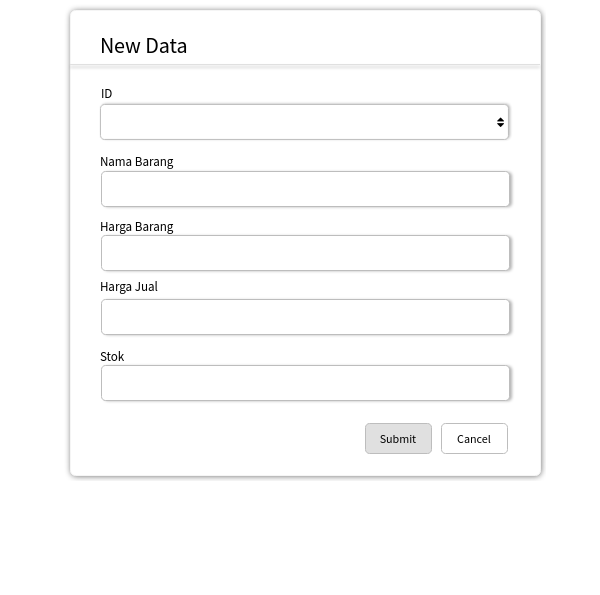 New Data
ID
Nama Barang
Harga Barang
Harga Jual
Stok
Submit Cancel